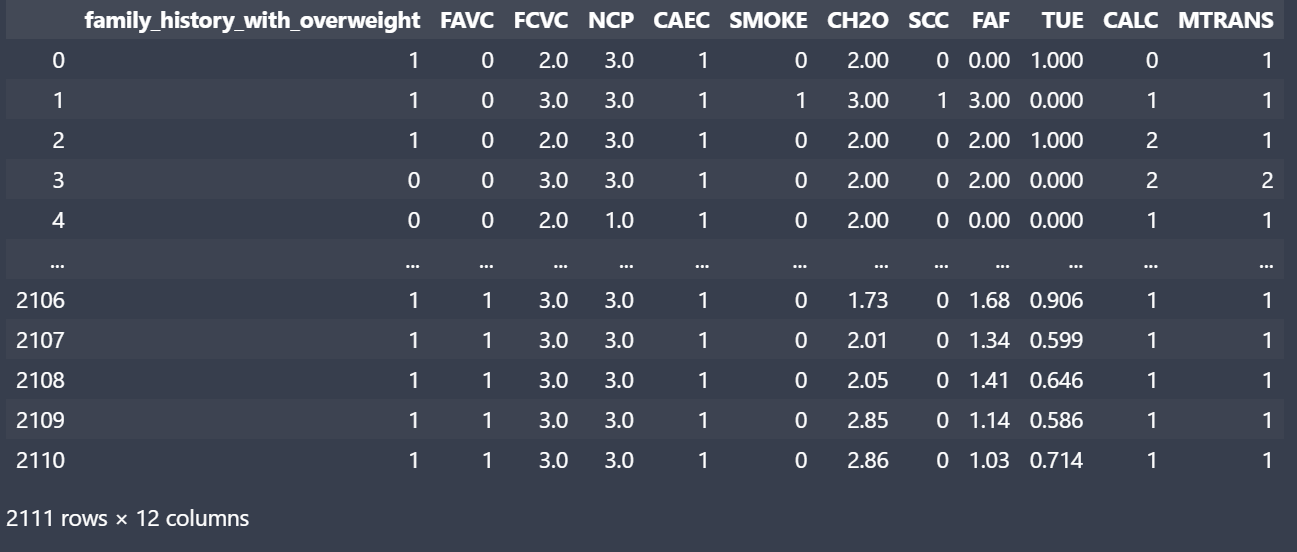 family_history_with_overweight FAVC FCVC NCP CAEC SMOKE CH2O SCC FAF TUE CALC MTRANS
0 1 0 2.0 3.0 1 0 2.00 0 0.00 1.000 0 1
1 1 0 3.0 3.0 1 1 3.00 1 3.00 0.000 1 1
2 1 0 2.0 3.0 1 0 2.00 0 2.00 1.000 2 1
3 0 0 3.0 3.0 1 0 2.00 0 2.00 0.000 2 2
4 0 0 2.0 1.0 1 0 2.00 0 0.00 0.000 1 1
... ... ... ... ... ... ... ... ... ... ... ... ...
2106 1 1 3.0 3.0 1 0 1.73 0 1.68 0.906 1 1
2107 1 1 3.0 3.0 1 0 2.01 0 1.34 0.599 1 1
2108 1 1 3.0 3.0 1 0 2.05 0 1.41 0.646 1 1
2109 1 1 3.0 3.0 1 0 2.85 0 1.14 0.586 1 1
2110 1 1 3.0 3.0 1 0 2.86 0 1.03 0.714 1 1
2111 rows × 12 columns